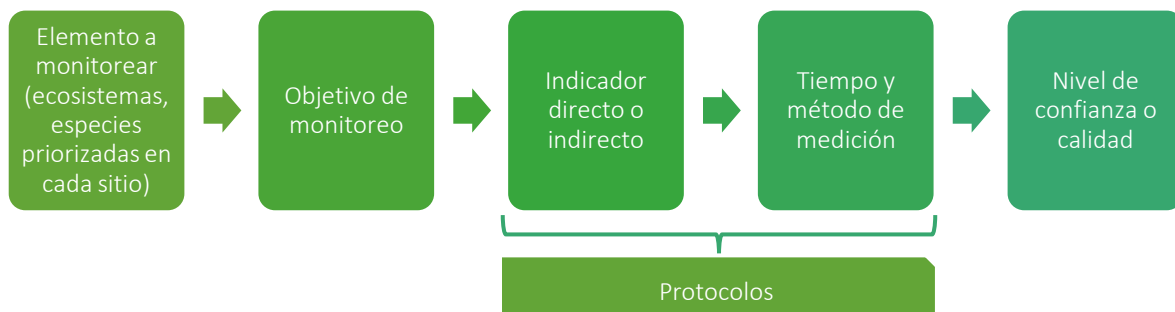 Elemento a
monitorear
(ecosistemas,
especies
priorizadas en
cada sitio)
Objetivo de
monitoreo
Indicador
directo o
indirecto
Tiempo y
método de
medición
Nivel de
confianza o
calidad
Protocolos